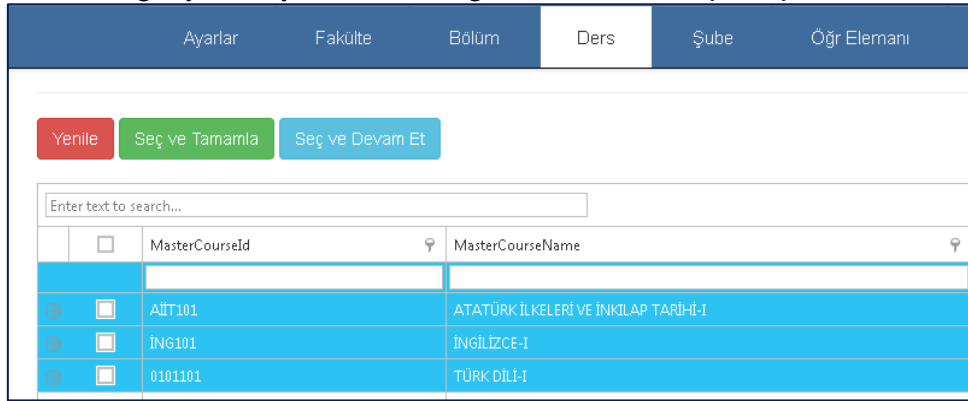 Ayarlar Fakülte Bölüm Ders Şube Öğr Elemanı
Yenile Seç ve Tamamla Seç ve Devam Et
Enter text to search...
MasterCourseId MasterCourseName
AİİT101 ATATÜRK İLKELERİ VE İNKILAP TARİHİ-I
İNG101 İNGİLİZCE-I
0101101 TÜRK DİLİ-I